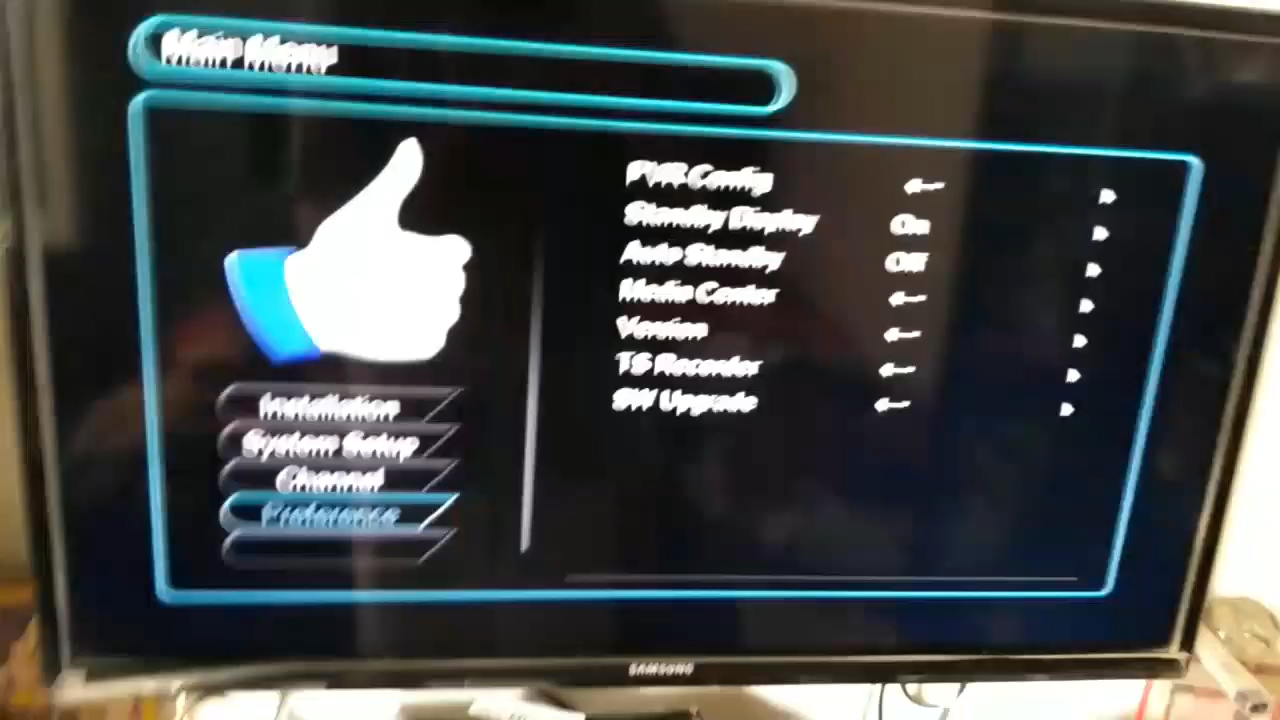 Main Menu
PVR Config
Standby Display On
Auto Standby Off
Media Center
Version
TS Recorder
SW Upgrade
Installation
System Setup
Channel
Preference
SAMSUNG